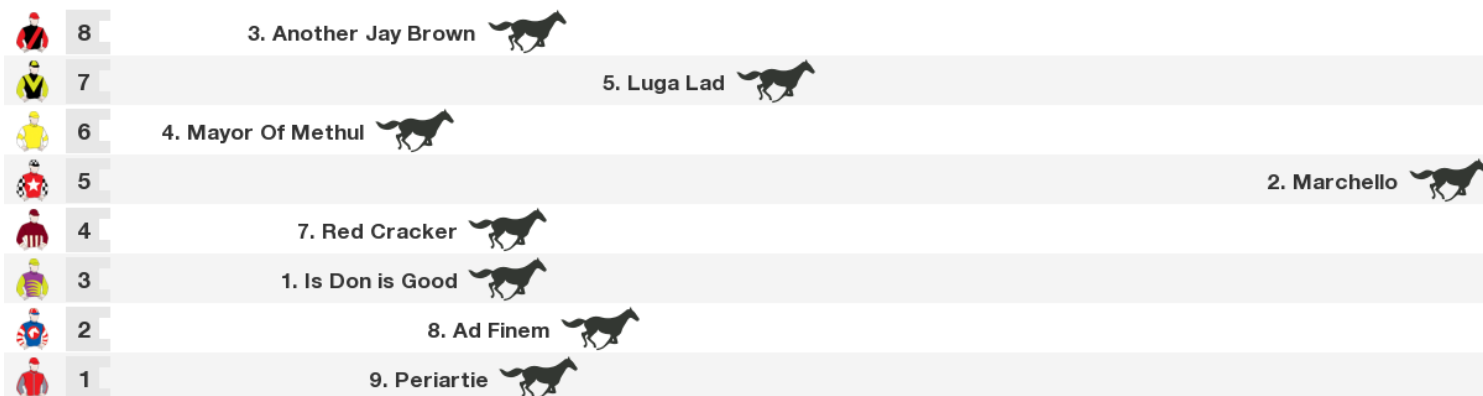 8 3. Another Jay Brown
7 5. Luga Lad
6 4. Mayor Of Methul
5 2. Marchello
4 7. Red Cracker
3 1. Is Don is Good
2 8. Ad Finem
1 9. Periartie